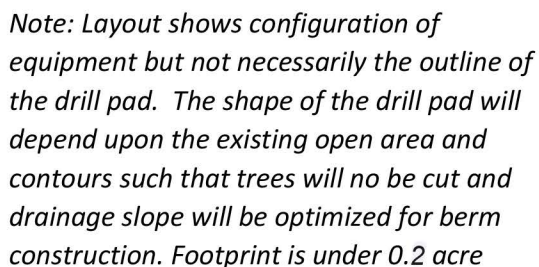 Note: Layout shows configuration of
equipment but not necessarily the outline of
the drill pad.  The shape of the drill pad will
depend upon the existing open area and
contours such that trees will no be cut and
drainage slope will be optimized for berm
construction. Footprint is under 0.2 acre